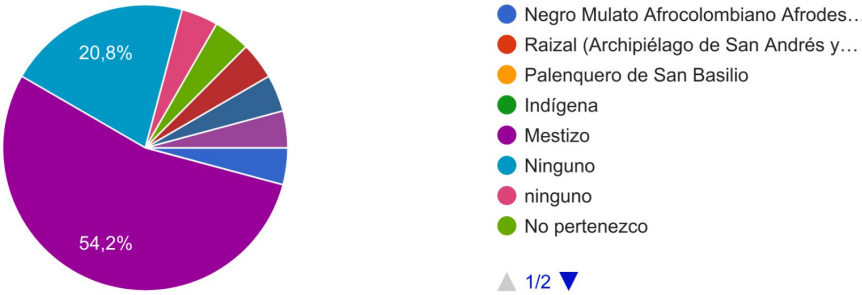 20,8%
54,2%
Negro Mulato Afrocolombiano Afrodes…
Raizal (Archipiélago de San Andrés y…
Palenquero de San Basilio
Indígena
Mestizo
Ninguno
ninguno
No pertenezco
1/2